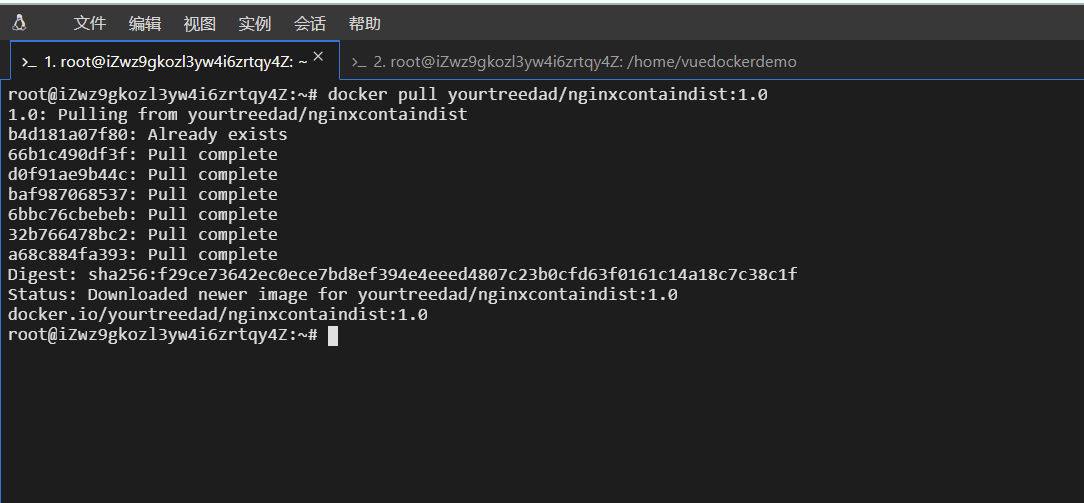 文件 编辑 视图 实例 会话 帮助
>_ 1. root@iZwz9gkozl3yw4i6zrtqy4Z: ~ × >_ 2. root@iZwz9gkozl3yw4i6zrtqy4Z: /home/vuedockerdemo
root@iZwz9gkozl3yw4i6zrtqy4Z:~# docker pull yourtreedad/nginxcontaindist:1.0
1.0: Pulling from yourtreedad/nginxcontaindist
b4d181a07f80: Already exists
66b1c490df3f: Pull complete
d0f91ae9b44c: Pull complete
baf987068537: Pull complete
6bbc76cbebeb: Pull complete
32b766478bc2: Pull complete
a68c884fa393: Pull complete
Digest: sha256:f29ce73642ec0ece7bd8ef394e4eeed4807c23b0cfd63f0161c14a18c7c38c1f
Status: Downloaded newer image for yourtreedad/nginxcontaindist:1.0
docker.io/yourtreedad/nginxcontaindist:1.0
root@iZwz9gkozl3yw4i6zrtqy4Z:~#